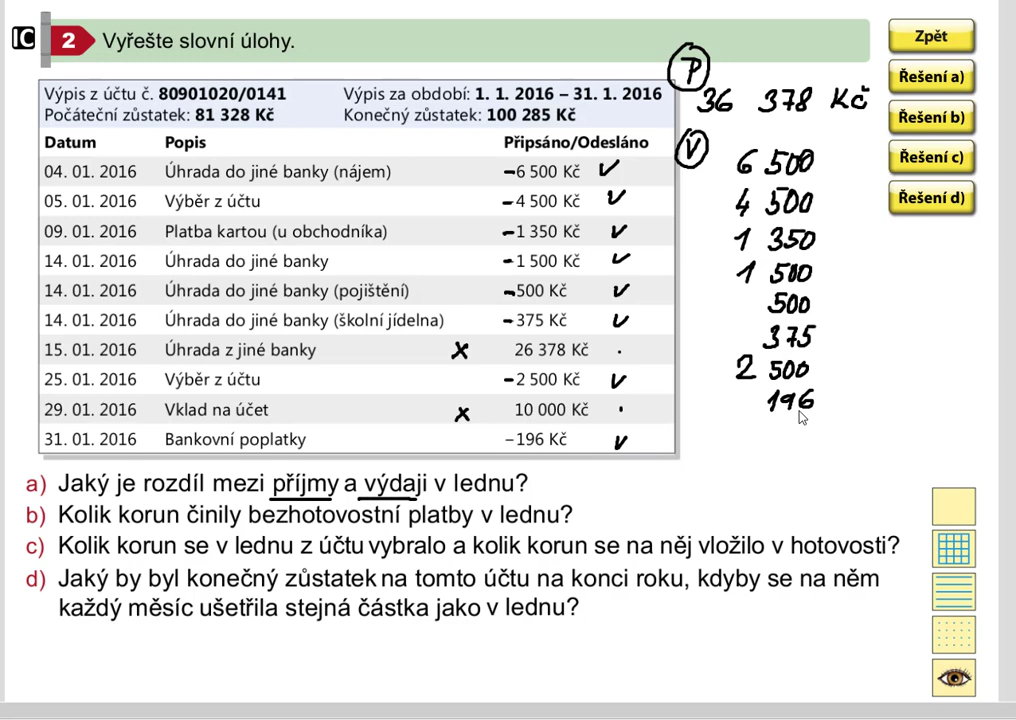 IC
2 Vyřešte slovní úlohy.
Zpět
Řešení a)
Řešení b)
Řešení c)
Řešení d)
Výpis z účtu č. 80901020/0141 Výpis za období: 1. 1. 2016 – 31. 1. 2016
Počáteční zůstatek: 81 328 Kč Konečný zůstatek: 100 285 Kč
Datum Popis Připsáno/Odesláno
04. 01. 2016 Úhrada do jiné banky (nájem) –6 500 Kč ✓
05. 01. 2016 Výběr z účtu –4 500 Kč ✓
09. 01. 2016 Platba kartou (u obchodníka) –1 350 Kč ✓
14. 01. 2016 Úhrada do jiné banky –1 500 Kč ✓
14. 01. 2016 Úhrada do jiné banky (pojištění) –500 Kč ✓
14. 01. 2016 Úhrada do jiné banky (školní jídelna) –375 Kč ✓
15. 01. 2016 Úhrada z jiné banky x 26 378 Kč .
25. 01. 2016 Výběr z účtu –2 500 Kč ✓
29. 01. 2016 Vklad na účet x 10 000 Kč .
31. 01. 2016 Bankovní poplatky –196 Kč ✓
P
36 378 Kč
V
6 500
4 500
1 350
1 500
500
375
2 500
196
a) Jaký je rozdíl mezi příjmy a výdaji v lednu?
b) Kolik korun činily bezhotovostní platby v lednu?
c) Kolik korun se v lednu z účtu vybralo a kolik korun se na něj vložilo v hotovosti?
d) Jaký by byl konečný zůstatek na tomto účtu na konci roku, kdyby se na něm
každý měsíc ušetřila stejná částka jako v lednu?